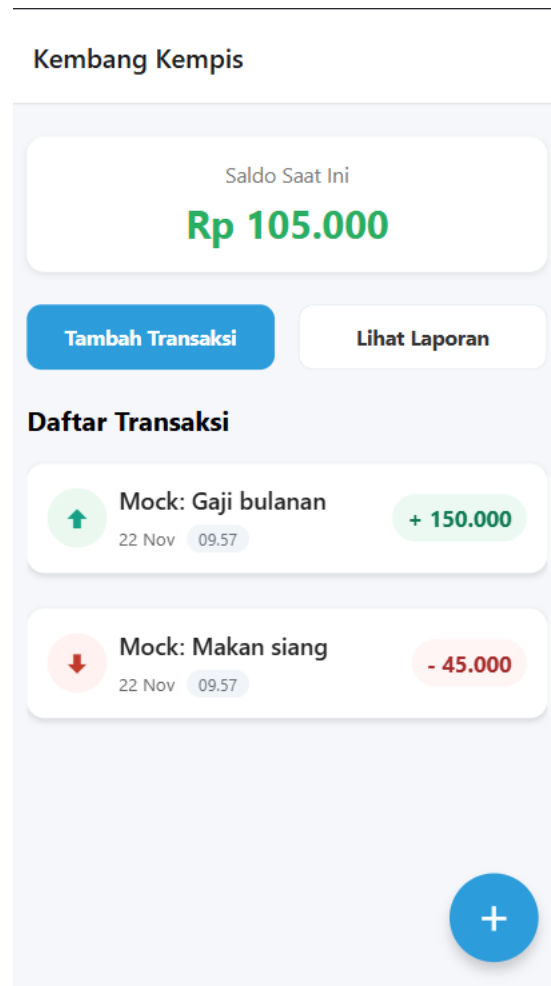 Kembang Kempis
Saldo Saat Ini
Rp 105.000
Tambah Transaksi
Lihat Laporan
Daftar Transaksi
Mock: Gaji bulanan
22 Nov 09.57
+ 150.000
Mock: Makan siang
22 Nov 09.57
- 45.000
+